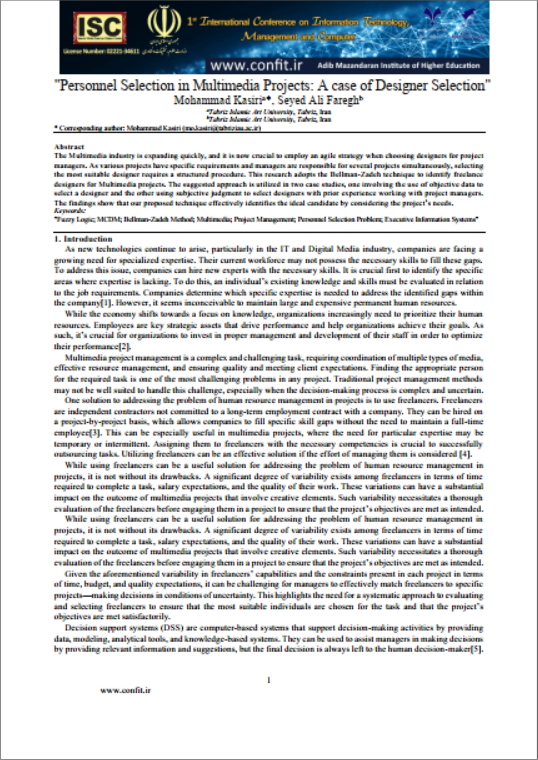 1st International Conference on Information Technology,
Management and Computer
ISC
License Number: 02221-94611
www.confit.ir
Adib Mazandaran Institute of Higher Education
"Personnel Selection in Multimedia Projects: A case of Designer Selection"
Mohammad Kasiriᵃ*, Seyed Ali Fareghᵇ
ᵃTabriz Islamic Art University, Tabriz, Iran
ᵇTabriz Islamic Art University, Tabriz, Iran
* Corresponding author: Mohammad Kasiri (mo.kasiri@tabriziau.ac.ir)
Abstract
The Multimedia industry is expanding quickly, and it is now crucial to employ an agile strategy when choosing designers for project
managers. As various projects have specific requirements and managers are responsible for several projects simultaneously, selecting
the most suitable designer requires a structured procedure. This research adopts the Bellman-Zadeh technique to identify freelance
designers for Multimedia projects. The suggested approach is utilized in two case studies, one involving the use of objective data to
select a designer and the other using subjective judgment to select designers with prior experience working with project managers.
The findings show that our proposed technique effectively identifies the ideal candidate by considering the project's needs.
Keywords:
"Fuzzy Logic; MCDM; Bellman-Zadeh Method; Multimedia; Project Management; Personnel Selection Problem; Executive Information Systems"
1. Introduction
As new technologies continue to arise, particularly in the IT and Digital Media industry, companies are facing a
growing need for specialized expertise. Their current workforce may not possess the necessary skills to fill these gaps.
To address this issue, companies can hire new experts with the necessary skills. It is crucial first to identify the specific
areas where expertise is lacking. To do this, an individual's existing knowledge and skills must be evaluated in relation
to the job requirements. Companies determine which specific expertise is needed to address the identified gaps within
the company[1]. However, it seems inconceivable to maintain large and expensive permanent human resources.
While the economy shifts towards a focus on knowledge, organizations increasingly need to prioritize their human
resources. Employees are key strategic assets that drive performance and help organizations achieve their goals. As
such, it's crucial for organizations to invest in proper management and development of their staff in order to optimize
their performance[2].
Multimedia project management is a complex and challenging task, requiring coordination of multiple types of media,
effective resource management, and ensuring quality and meeting client expectations. Finding the appropriate person
for the required task is one of the most challenging problems in any project. Traditional project management methods
may not be well suited to handle this challenge, especially when the decision-making process is complex and uncertain.
One solution to addressing the problem of human resource management in projects is to use freelancers. Freelancers
are independent contractors not committed to a long-term employment contract with a company. They can be hired on
a project-by-project basis, which allows companies to fill specific skill gaps without the need to maintain a full-time
employee[3]. This can be especially useful in multimedia projects, where the need for particular expertise may be
temporary or intermittent. Assigning them to freelancers with the necessary competencies is crucial to successfully
outsourcing tasks. Utilizing freelancers can be an effective solution if the effort of managing them is considered [4].
While using freelancers can be a useful solution for addressing the problem of human resource management in
projects, it is not without its drawbacks. A significant degree of variability exists among freelancers in terms of time
required to complete a task, salary expectations, and the quality of their work. These variations can have a substantial
impact on the outcome of multimedia projects that involve creative elements. Such variability necessitates a thorough
evaluation of the freelancers before engaging them in a project to ensure that the project's objectives are met as intended.
While using freelancers can be a useful solution for addressing the problem of human resource management in
projects, it is not without its drawbacks. A significant degree of variability exists among freelancers in terms of time
required to complete a task, salary expectations, and the quality of their work. These variations can have a substantial
impact on the outcome of multimedia projects that involve creative elements. Such variability necessitates a thorough
evaluation of the freelancers before engaging them in a project to ensure that the project's objectives are met as intended.
Given the aforementioned variability in freelancers' capabilities and the constraints present in each project in terms
of time, budget, and quality expectations, it can be challenging for managers to effectively match freelancers to specific
projects—making decisions in conditions of uncertainty. This highlights the need for a systematic approach to evaluating
and selecting freelancers to ensure that the most suitable individuals are chosen for the task and that the project's
objectives are met satisfactorily.
Decision support systems (DSS) are computer-based systems that support decision-making activities by providing
data, modeling, analytical tools, and knowledge-based systems. They can be used to assist managers in making decisions
by providing relevant information and suggestions, but the final decision is always left to the human decision-maker[5].
1
www.confit.ir